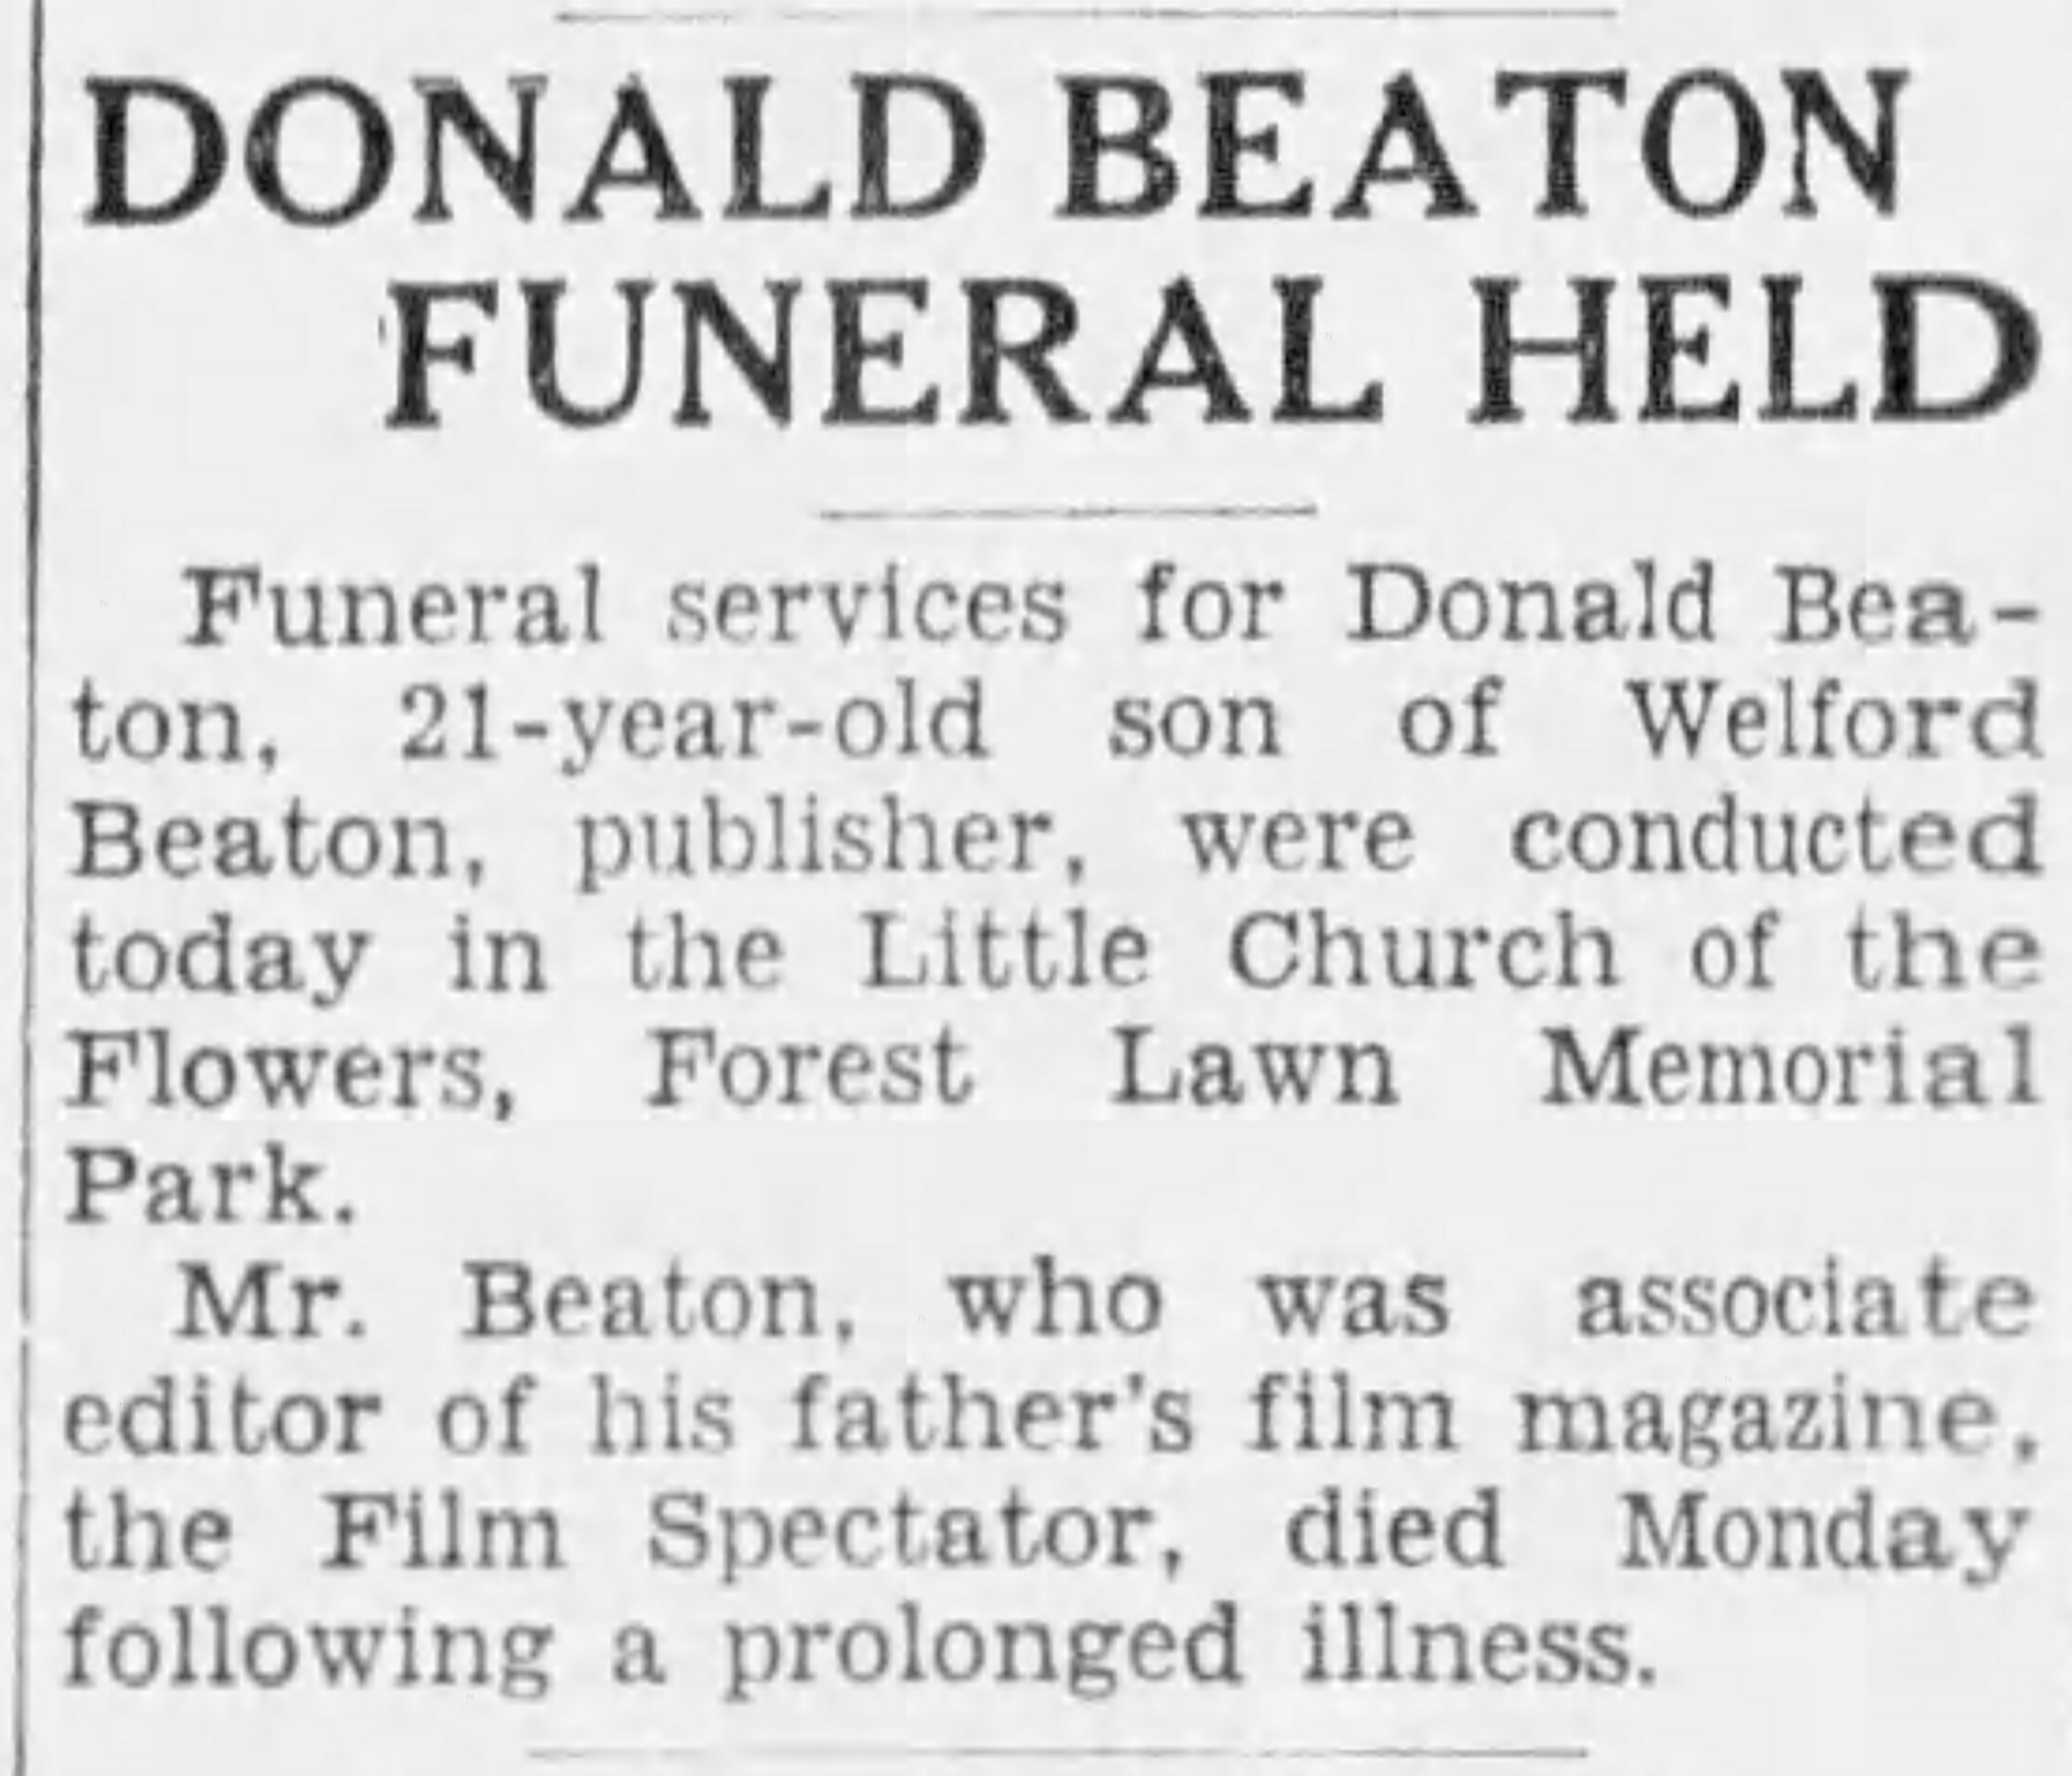 DONALD BEATON
FUNERAL HELD
Funeral services for Donald Bea-
ton, 21-year-old son of Welford
Beaton, publisher, were conducted
today in the Little Church of the
Flowers, Forest Lawn Memorial
Park.
Mr. Beaton, who was associate
editor of his father's film magazine,
the Film Spectator, died Monday
following a prolonged illness.